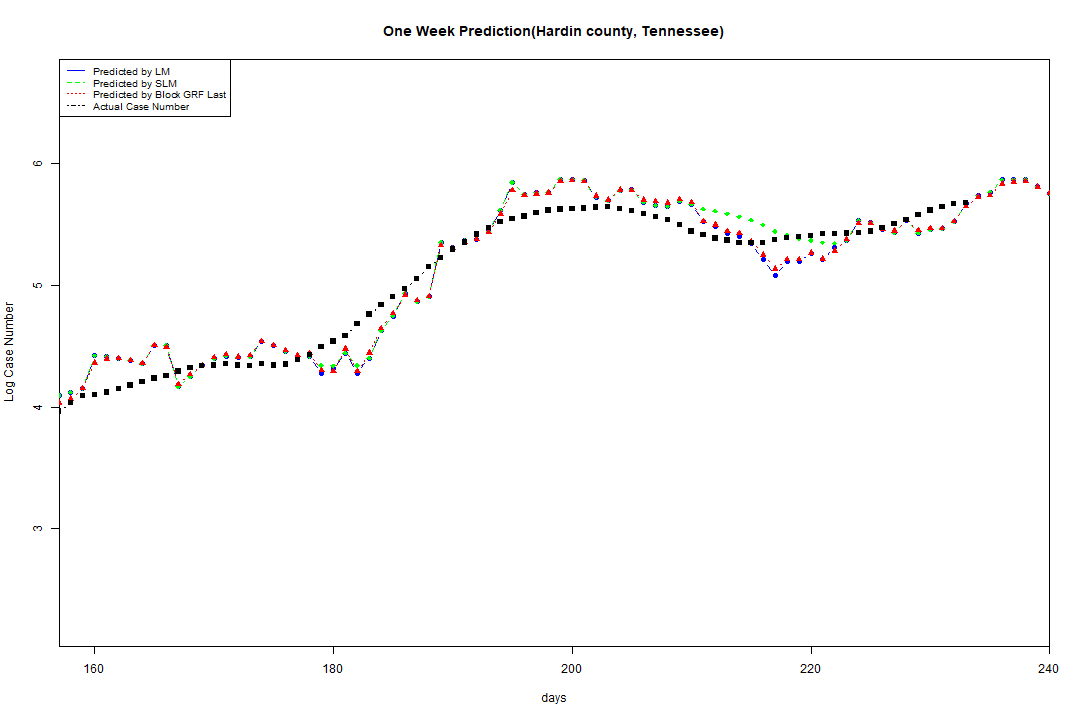 One Week Prediction(Hardin county, Tennessee)
Predicted by LM
Predicted by SLM
Predicted by Block GRF Last
Actual Case Number
6
5
4
3
Log Case Number
160 180 200 220 240
days